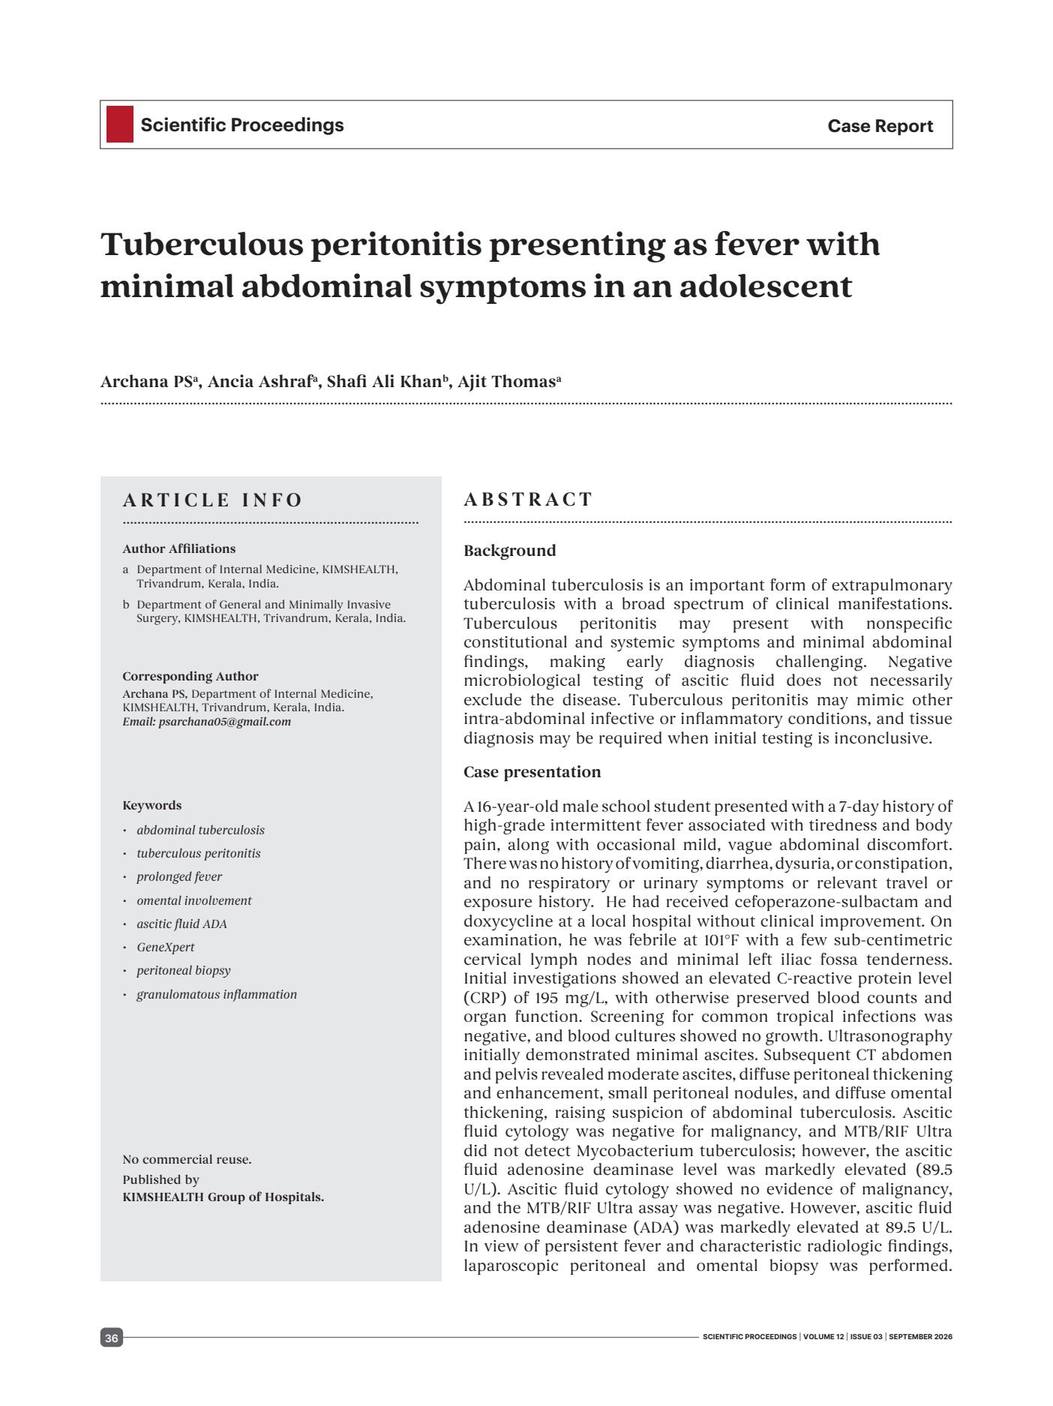 Scientific Proceedings
Case Report
Tuberculous peritonitis presenting as fever with
minimal abdominal symptoms in an adolescent
Archana PSᵃ, Ancia Ashrafᵃ, Shafi Ali Khanᵇ, Ajit Thomasᵃ
ARTICLE INFO
Author Affiliations
a Department of Internal Medicine, KIMSHEALTH,
Trivandrum, Kerala, India.
b Department of General and Minimally Invasive
Surgery, KIMSHEALTH, Trivandrum, Kerala, India.
Corresponding Author
Archana PS, Department of Internal Medicine,
KIMSHEALTH, Trivandrum, Kerala, India.
Email: psarchana05@gmail.com
Keywords
· abdominal tuberculosis
· tuberculous peritonitis
· prolonged fever
· omental involvement
· ascitic fluid ADA
· GeneXpert
· peritoneal biopsy
· granulomatous inflammation
No commercial reuse.
Published by
KIMSHEALTH Group of Hospitals.
ABSTRACT
Background
Abdominal tuberculosis is an important form of extrapulmonary
tuberculosis with a broad spectrum of clinical manifestations.
Tuberculous peritonitis may present with nonspecific
constitutional and systemic symptoms and minimal abdominal
findings, making early diagnosis challenging. Negative
microbiological testing of ascitic fluid does not necessarily
exclude the disease. Tuberculous peritonitis may mimic other
intra-abdominal infective or inflammatory conditions, and tissue
diagnosis may be required when initial testing is inconclusive.
Case presentation
A 16-year-old male school student presented with a 7-day history of
high-grade intermittent fever associated with tiredness and body
pain, along with occasional mild, vague abdominal discomfort.
There was no history of vomiting, diarrhea, dysuria, or constipation,
and no respiratory or urinary symptoms or relevant travel or
exposure history. He had received cefoperazone-sulbactam and
doxycycline at a local hospital without clinical improvement. On
examination, he was febrile at 101°F with a few sub-centimetric
cervical lymph nodes and minimal left iliac fossa tenderness.
Initial investigations showed an elevated C-reactive protein level
(CRP) of 195 mg/L, with otherwise preserved blood counts and
organ function. Screening for common tropical infections was
negative, and blood cultures showed no growth. Ultrasonography
initially demonstrated minimal ascites. Subsequent CT abdomen
and pelvis revealed moderate ascites, diffuse peritoneal thickening
and enhancement, small peritoneal nodules, and diffuse omental
thickening, raising suspicion of abdominal tuberculosis. Ascitic
fluid cytology was negative for malignancy, and MTB/RIF Ultra
did not detect Mycobacterium tuberculosis; however, the ascitic
fluid adenosine deaminase level was markedly elevated (89.5
U/L). Ascitic fluid cytology showed no evidence of malignancy,
and the MTB/RIF Ultra assay was negative. However, ascitic fluid
adenosine deaminase (ADA) was markedly elevated at 89.5 U/L.
In view of persistent fever and characteristic radiologic findings,
laparoscopic peritoneal and omental biopsy was performed.
36
SCIENTIFIC PROCEEDINGS | VOLUME 12 | ISSUE 03 | SEPTEMBER 2026